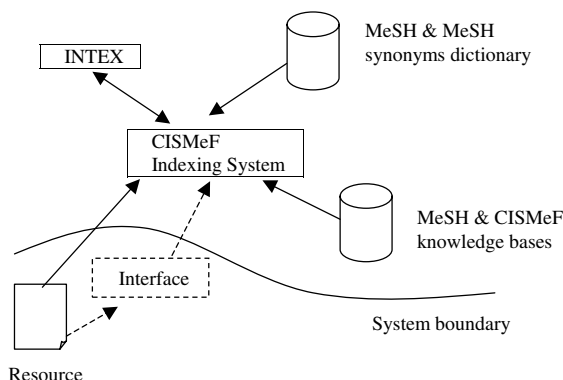 INTEX
MeSH & MeSH
synonyms dictionary
CISMeF
Indexing System
MeSH & CISMeF
knowledge bases
Interface
System boundary
Resource